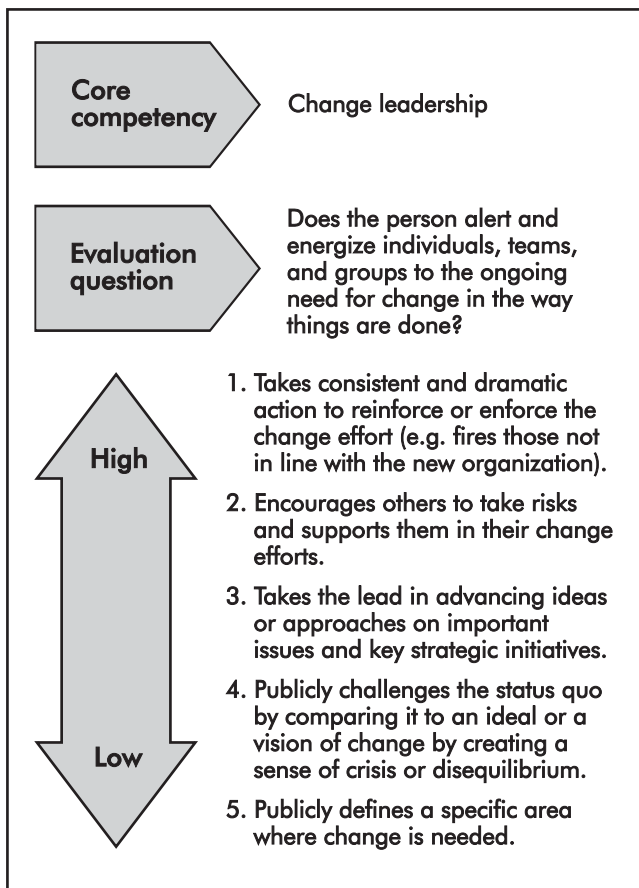 Core
competency
Change leadership
Evaluation
question
Does the person alert and
energize individuals, teams,
and groups to the ongoing
need for change in the way
things are done?
High
1. Takes consistent and dramatic
action to reinforce or enforce the
change effort (e.g. fires those not
in line with the new organization).
2. Encourages others to take risks
and supports them in their change
efforts.
3. Takes the lead in advancing ideas
or approaches on important
issues and key strategic initiatives.
4. Publicly challenges the status quo
by comparing it to an ideal or a
vision of change by creating a
sense of crisis or disequilibrium.
Low
5. Publicly defines a specific area
where change is needed.